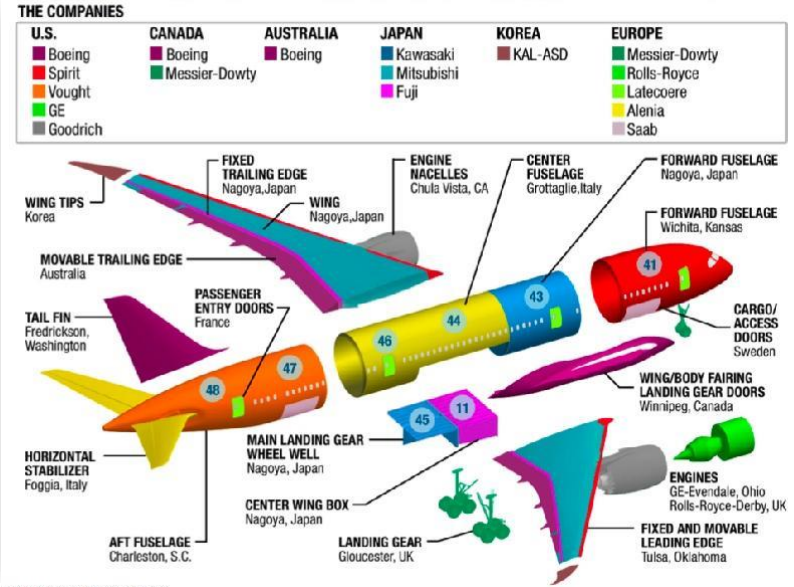 THE COMPANIES
U.S.
Boeing
Spirit
Vought
GE
Goodrich
CANADA
Boeing
Messier-Dowty
AUSTRALIA
Boeing
JAPAN
Kawasaki
Mitsubishi
Fuji
KOREA
KAL-ASD
EUROPE
Messier-Dowty
Rolls-Royce
Latecoere
Alenia
Saab
WING TIPS
Korea
FIXED
TRAILING EDGE
Nagoya,Japan
WING
Nagoya,Japan
ENGINE
NACELLES
Chula Vista, CA
CENTER
FUSELAGE
Grottaglie,Italy
FORWARD FUSELAGE
Nagoya, Japan
FORWARD FUSELAGE
Wichita, Kansas
MOVABLE TRAILING EDGE
Australia
TAIL FIN
Fredrickson,
Washington
PASSENGER
ENTRY DOORS
France
41
43
44
46
47
48
CARGO/
ACCESS
DOORS
Sweden
WING/BODY FAIRING
LANDING GEAR DOORS
Winnipeg, Canada
45
11
MAIN LANDING GEAR
WHEEL WELL
Nagoya, Japan
HORIZONTAL
STABILIZER
Foggia, Italy
CENTER WING BOX
Nagoya, Japan
AFT FUSELAGE
Charleston, S.C.
LANDING GEAR
Gloucester, UK
ENGINES
GE-Evendale, Ohio
Rolls-Royce-Derby, UK
FIXED AND MOVABLE
LEADING EDGE
Tulsa, Oklahoma